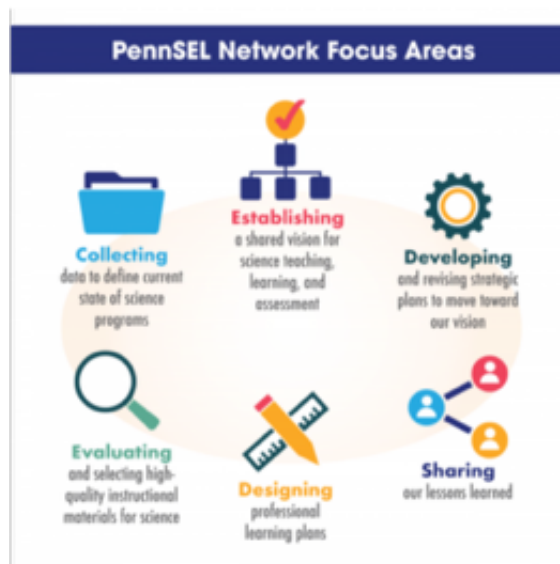 PennSEL Network Focus Areas
Establishing
a shared vision for
science teaching,
learning, and
assessment
Collecting
data to define current
state of science
programs
Developing
and revising strategic
plans to move toward
our vision
Evaluating
and selecting high-
quality instructional
materials for science
Designing
professional
learning plans
Sharing
our lessons learned